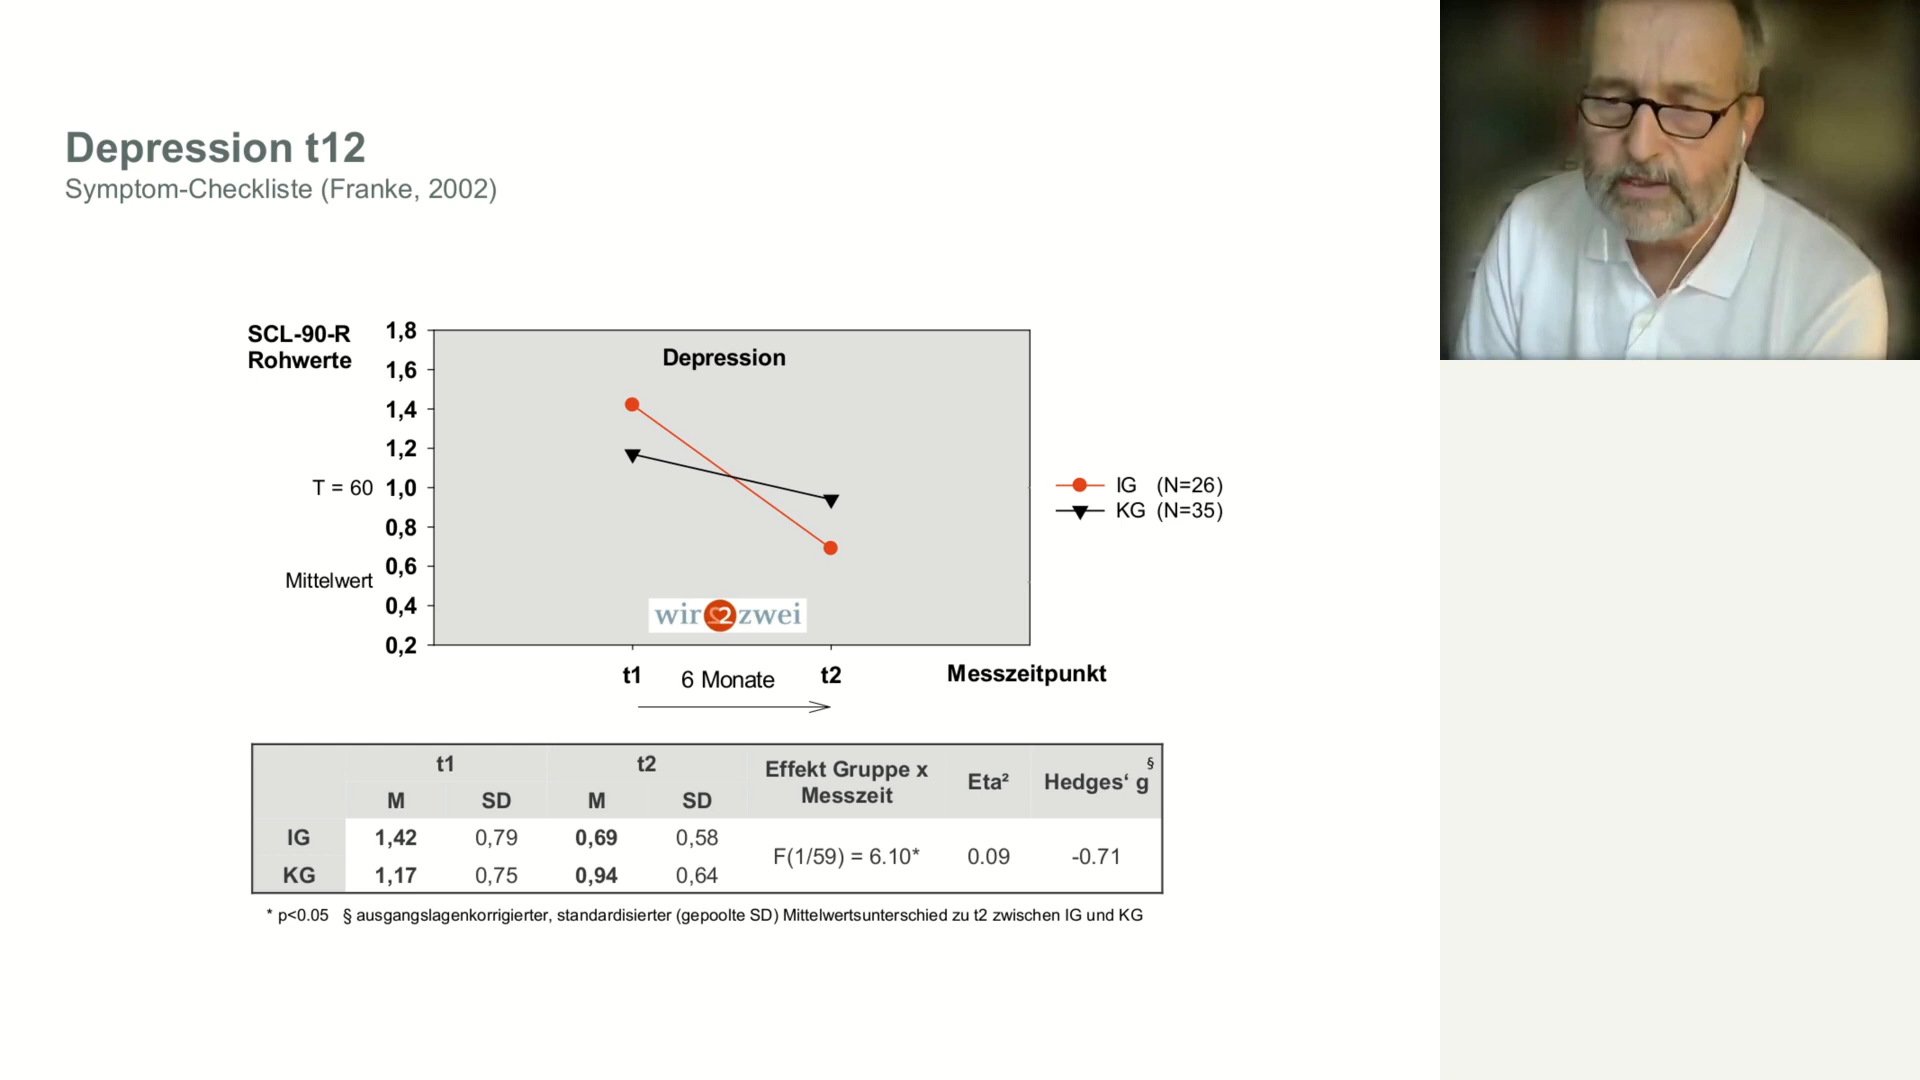 Depression t12
Symptom-Checkliste (Franke, 2002)
SCL-90-R
Rohwerte
1,8
1,6
1,4
1,2
T = 60 1,0
0,8
0,6
Mittelwert
0,4
0,2
Depression
wir 2 zwei
IG (N=26)
KG (N=35)
t1 6 Monate t2 Messzeitpunkt
t1 t2 Effekt Gruppe x Messzeit Eta² Hedges‘ g §
M SD M SD
IG 1,42 0,79 0,69 0,58 F(1/59) = 6.10* 0.09 -0.71
KG 1,17 0,75 0,94 0,64
* p<0.05 § ausgangslagenkorrigierter, standardisierter (gepoolte SD) Mittelwertsunterschied zu t2 zwischen IG und KG